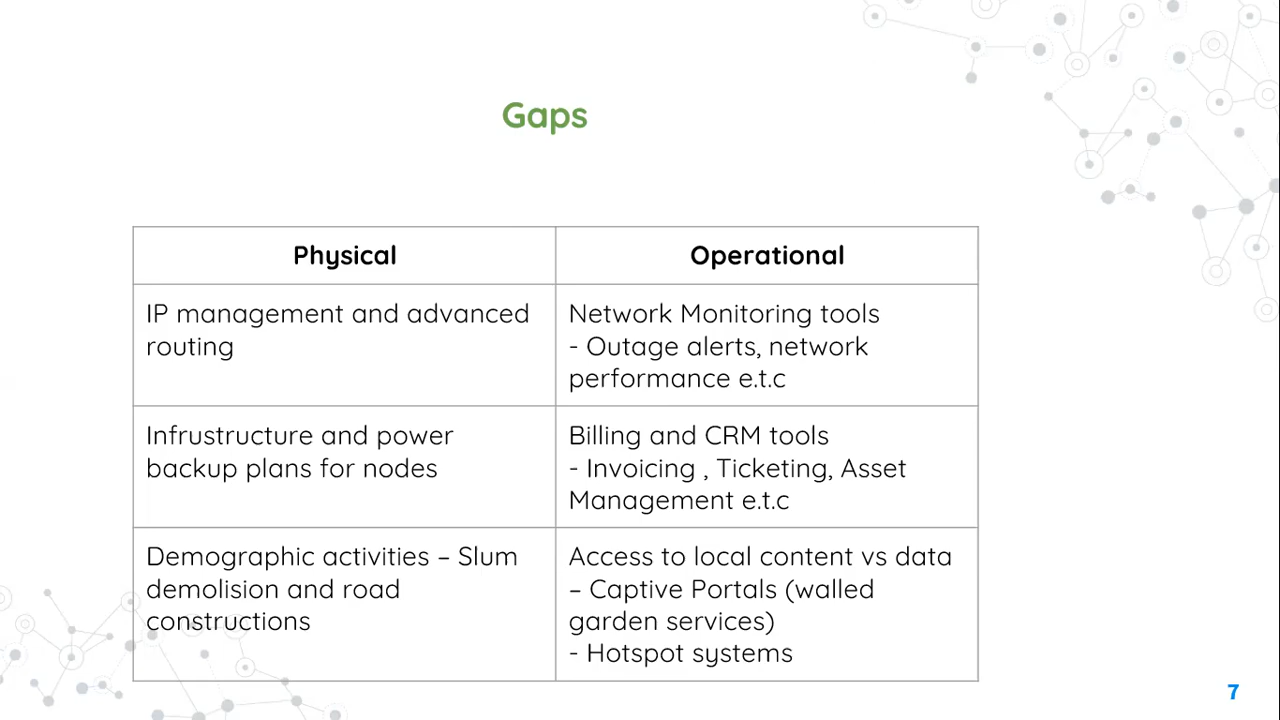 Gaps
Physical
Operational
IP management and advanced
routing
Network Monitoring tools
- Outage alerts, network
performance e.t.c
Infrustructure and power
backup plans for nodes
Billing and CRM tools
- Invoicing , Ticketing, Asset
Management e.t.c
Demographic activities – Slum
demolision and road
constructions
Access to local content vs data
– Captive Portals (walled
garden services)
- Hotspot systems
7